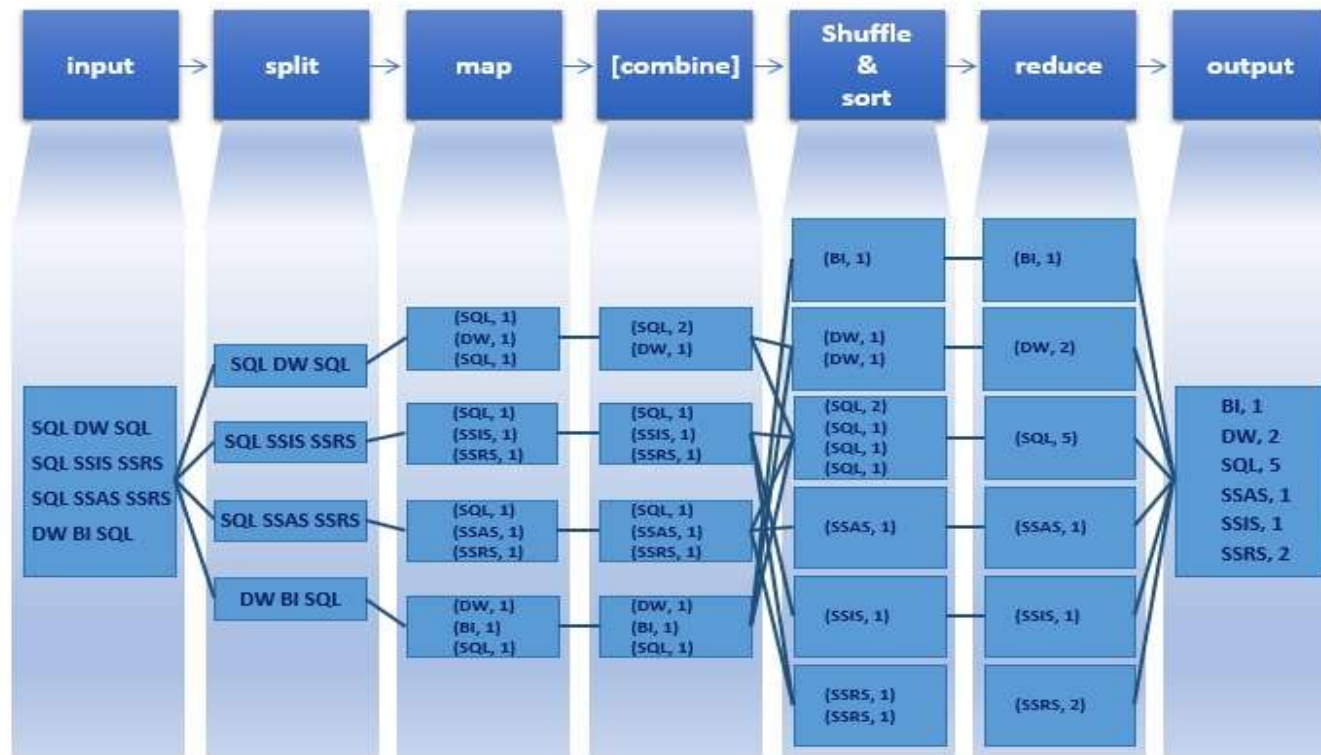 input
split
map
[combine]
Shuffle
&
sort
reduce
output
SQL DW SQL
SQL SSIS SSRS
SQL SSAS SSRS
DW BI SQL
SQL DW SQL
SQL SSIS SSRS
SQL SSAS SSRS
DW BI SQL
(SQL, 1)
(DW, 1)
(SQL, 1)
(SQL, 1)
(SSIS, 1)
(SSRS, 1)
(SQL, 1)
(SSAS, 1)
(SSRS, 1)
(DW, 1)
(BI, 1)
(SQL, 1)
(SQL, 2)
(DW, 1)
(SQL, 1)
(SSIS, 1)
(SSRS, 1)
(SQL, 1)
(SSAS, 1)
(SSRS, 1)
(DW, 1)
(BI, 1)
(SQL, 1)
(BI, 1)
(DW, 1)
(DW, 1)
(SQL, 2)
(SQL, 1)
(SQL, 1)
(SQL, 1)
(SSAS, 1)
(SSIS, 1)
(SSRS, 1)
(SSRS, 1)
(BI, 1)
(DW, 2)
(SQL, 5)
(SSAS, 1)
(SSIS, 1)
(SSRS, 2)
BI, 1
DW, 2
SQL, 5
SSAS, 1
SSIS, 1
SSRS, 2